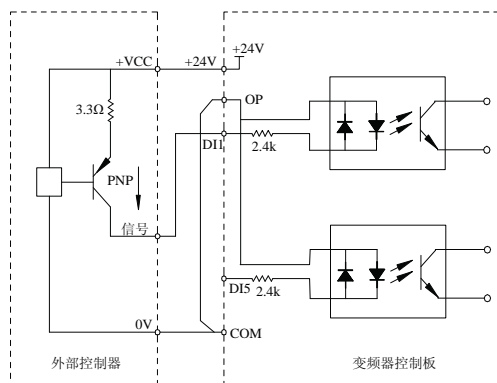 +24V
+VCC
+24V
OP
3.3Ω
DI1
2.4k
PNP
信号
DI5
2.4k
0V
COM
外部控制器
变频器控制板